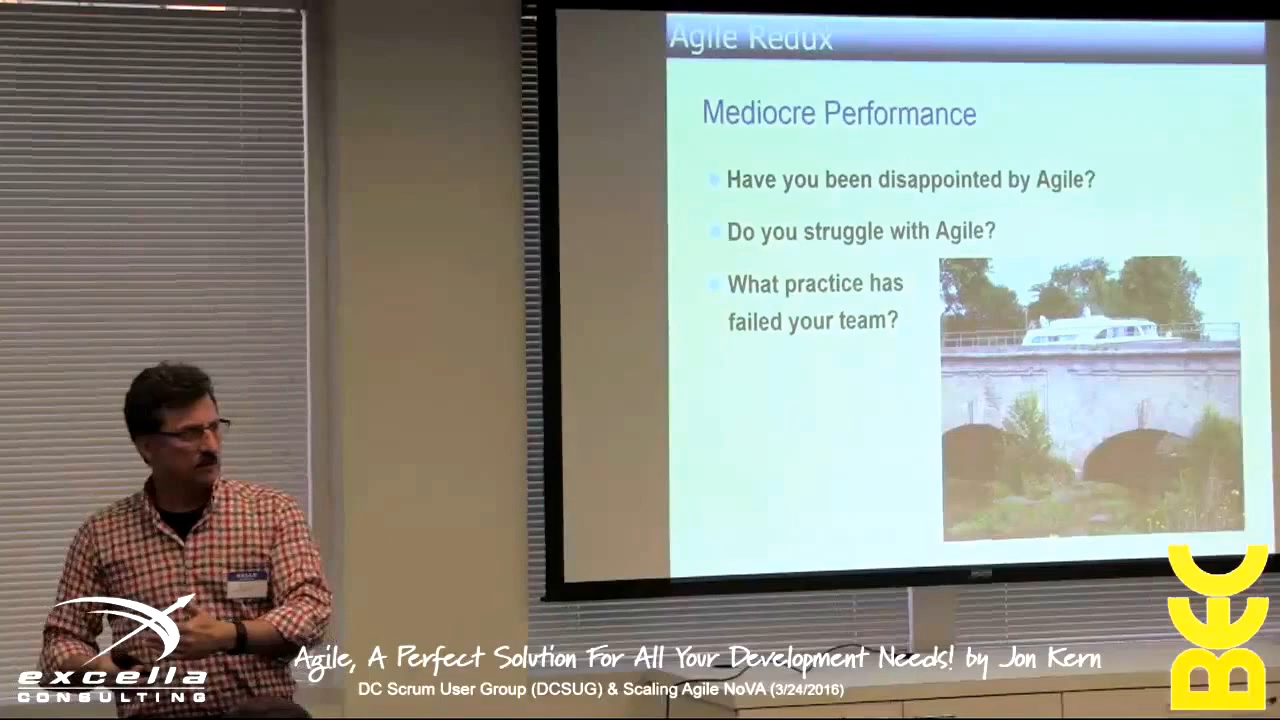 Agile Redux
Mediocre Performance
Have you been disappointed by Agile?
Do you struggle with Agile?
What practice has
failed your team?
HELLO
excella
CONSULTING
Agile, A Perfect Solution For All Your Development Needs! by Jon Kern
DC Scrum User Group (DCSUG) & Scaling Agile NoVA (3/24/2016)